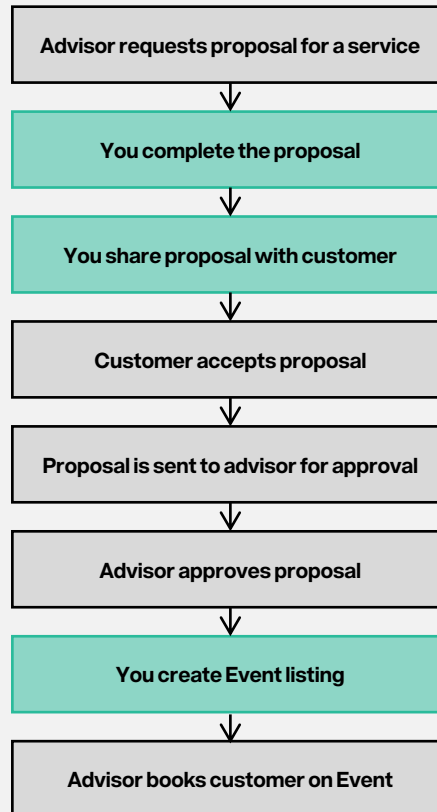 Advisor requests proposal for a service
You complete the proposal
You share proposal with customer
Customer accepts proposal
Proposal is sent to advisor for approval
Advisor approves proposal
You create Event listing
Advisor books customer on Event